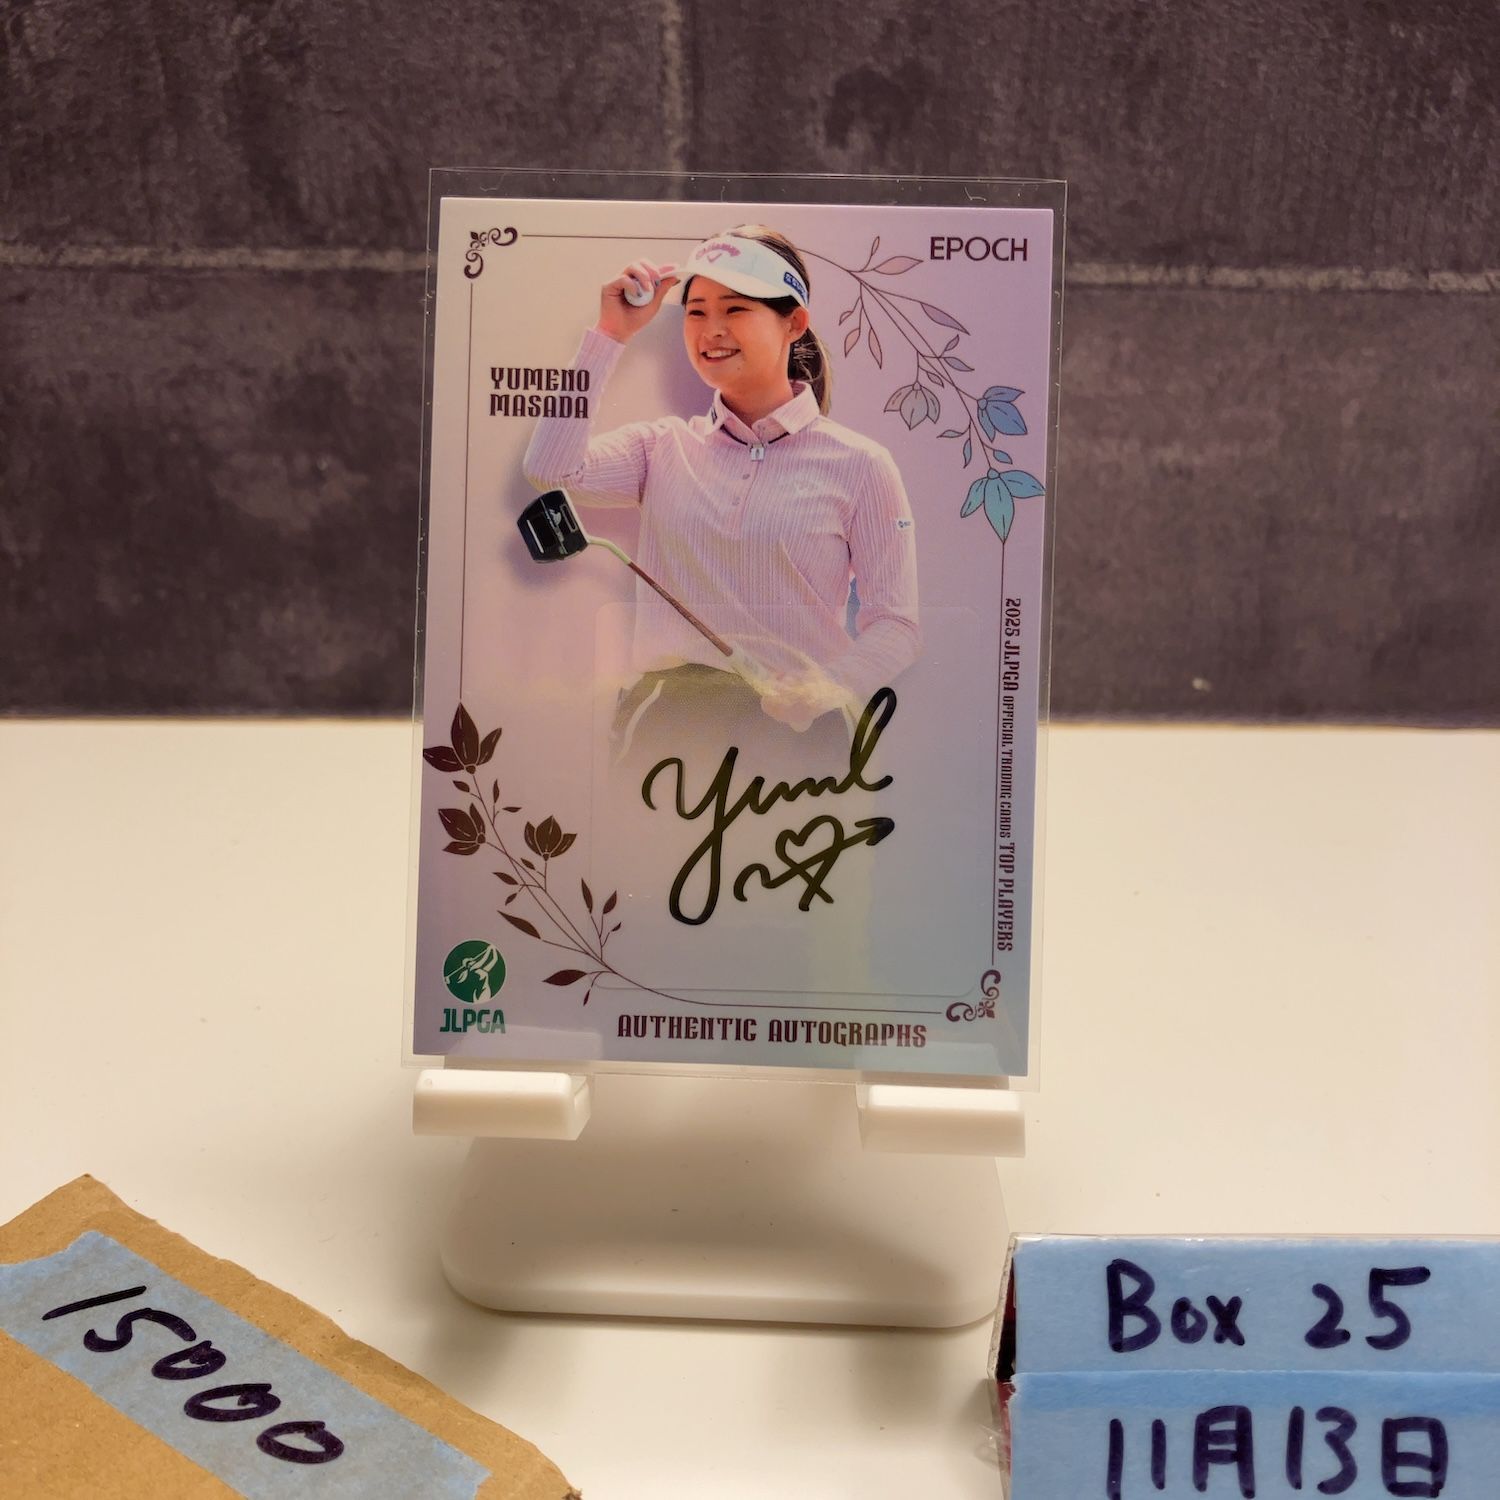 EPOCH
YUMENO
MASADA
2025 JLPGA OFFICIAL TRADING CARDS TOP PLAYERS
JLPGA
AUTHENTIC AUTOGRAPHS
15000
Box 25
11月13日